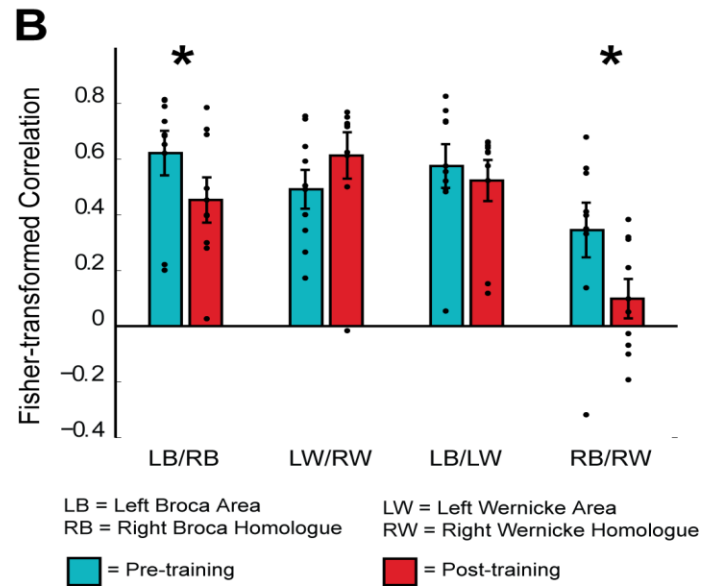 B
* *
Fisher-transformed Correlation
0.8
0.6
0.4
0.2
0
−0.2
−0.4
LB/RB LW/RW LB/LW RB/RW
LB = Left Broca Area LW = Left Wernicke Area
RB = Right Broca Homologue RW = Right Wernicke Homologue
= Pre-training = Post-training